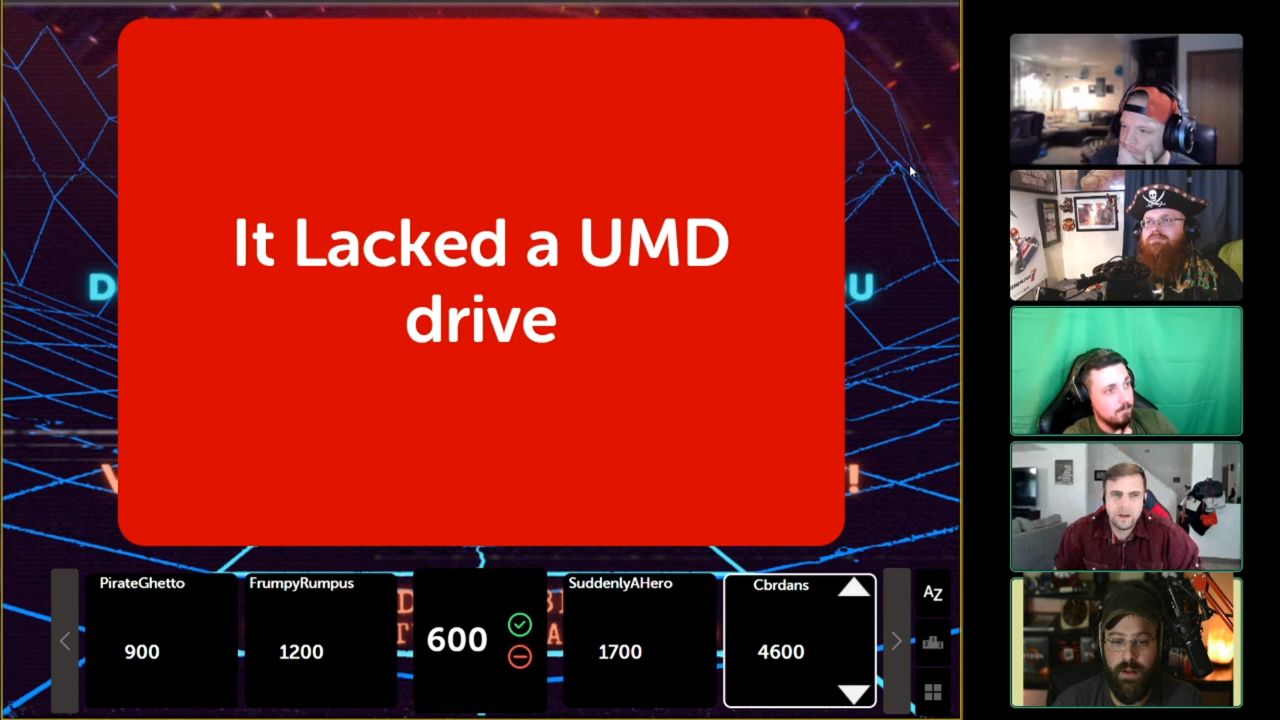 It Lacked a UMD
drive
D
U
!
PirateGhetto
FrumpyRumpus
SuddenlyAHero
Cbrdans
900
1200
600
1700
4600
AZ